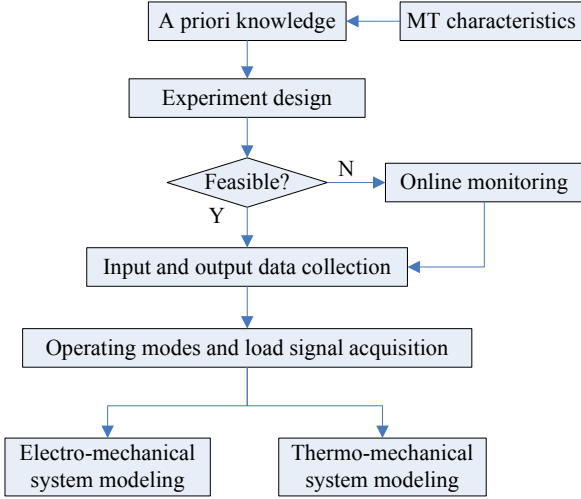 A priori knowledge
MT characteristics
Experiment design
Feasible?
N
Online monitoring
Y
Input and output data collection
Operating modes and load signal acquisition
Electro-mechanical
system modeling
Thermo-mechanical
system modeling